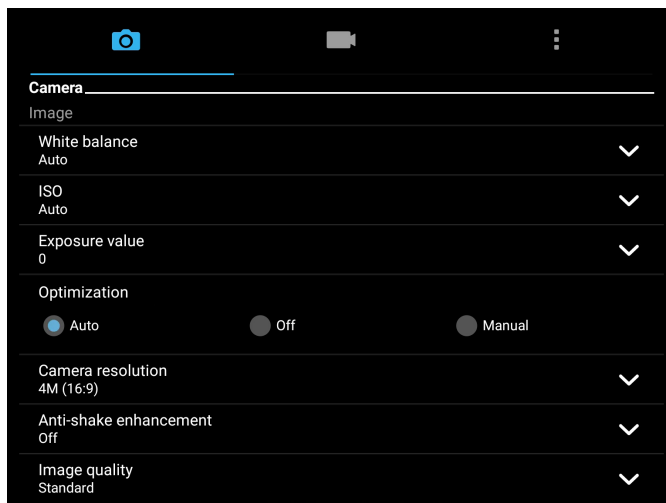 Camera
Image
White balance
Auto
ISO
Auto
Exposure value
0
Optimization
Auto Off Manual
Camera resolution
4M (16:9)
Anti-shake enhancement
Off
Image quality
Standard